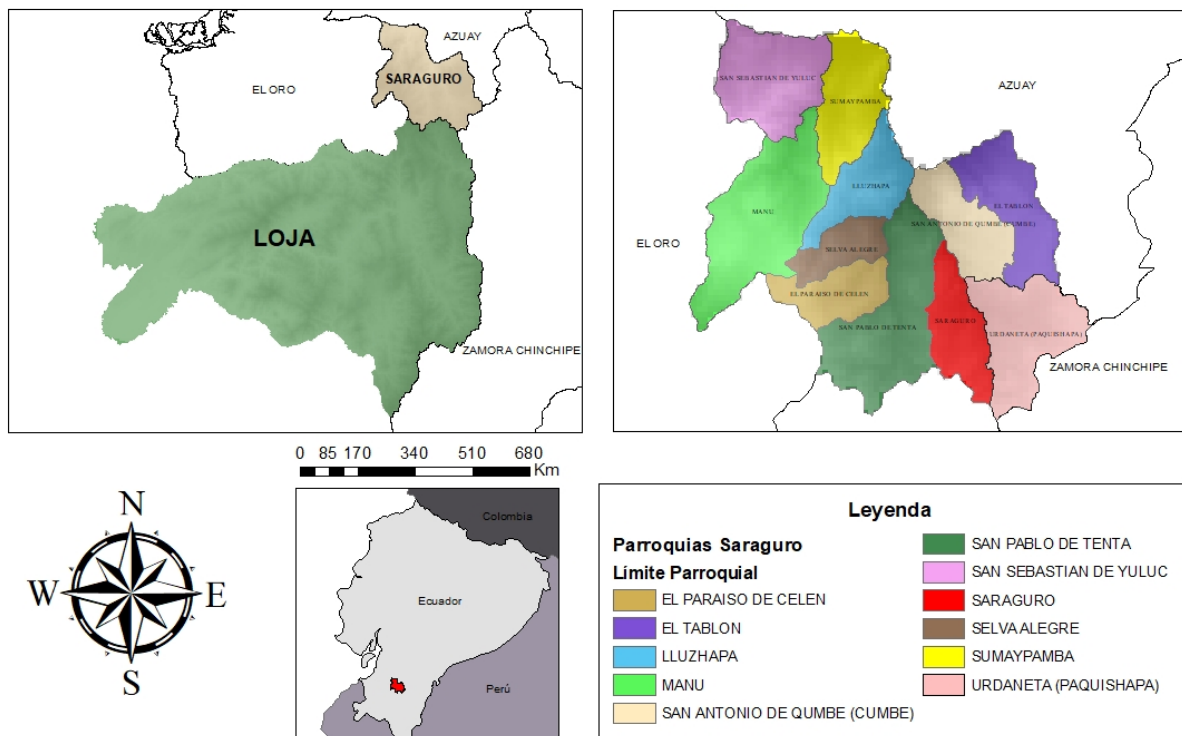 AZUAY
SARAGURO
EL ORO
LOJA
ZAMORA CHINCHIPE
AZUAY
SAN SEBASTIAN DE YULUC
SUMAYPAMBA
LLUZHAPA
MANU
EL TABLON
SAN ANTONIO DE QUMBE (CUMBE)
EL ORO
SELVA ALEGRE
EL PARAISO DE CELEN
SAN PABLO DE TENTA
SARAGURO
URDANETA (PAQUISHAPA)
ZAMORA CHINCHIPE
0 85 170 340 510 680
Km
N
W E
S
Colombia
Ecuador
Perú
Leyenda
Parroquias Saraguro
Límite Parroquial
EL PARAISO DE CELEN
EL TABLON
LLUZHAPA
MANU
SAN ANTONIO DE QUMBE (CUMBE)
SAN PABLO DE TENTA
SAN SEBASTIAN DE YULUC
SARAGURO
SELVA ALEGRE
SUMAYPAMBA
URDANETA (PAQUISHAPA)